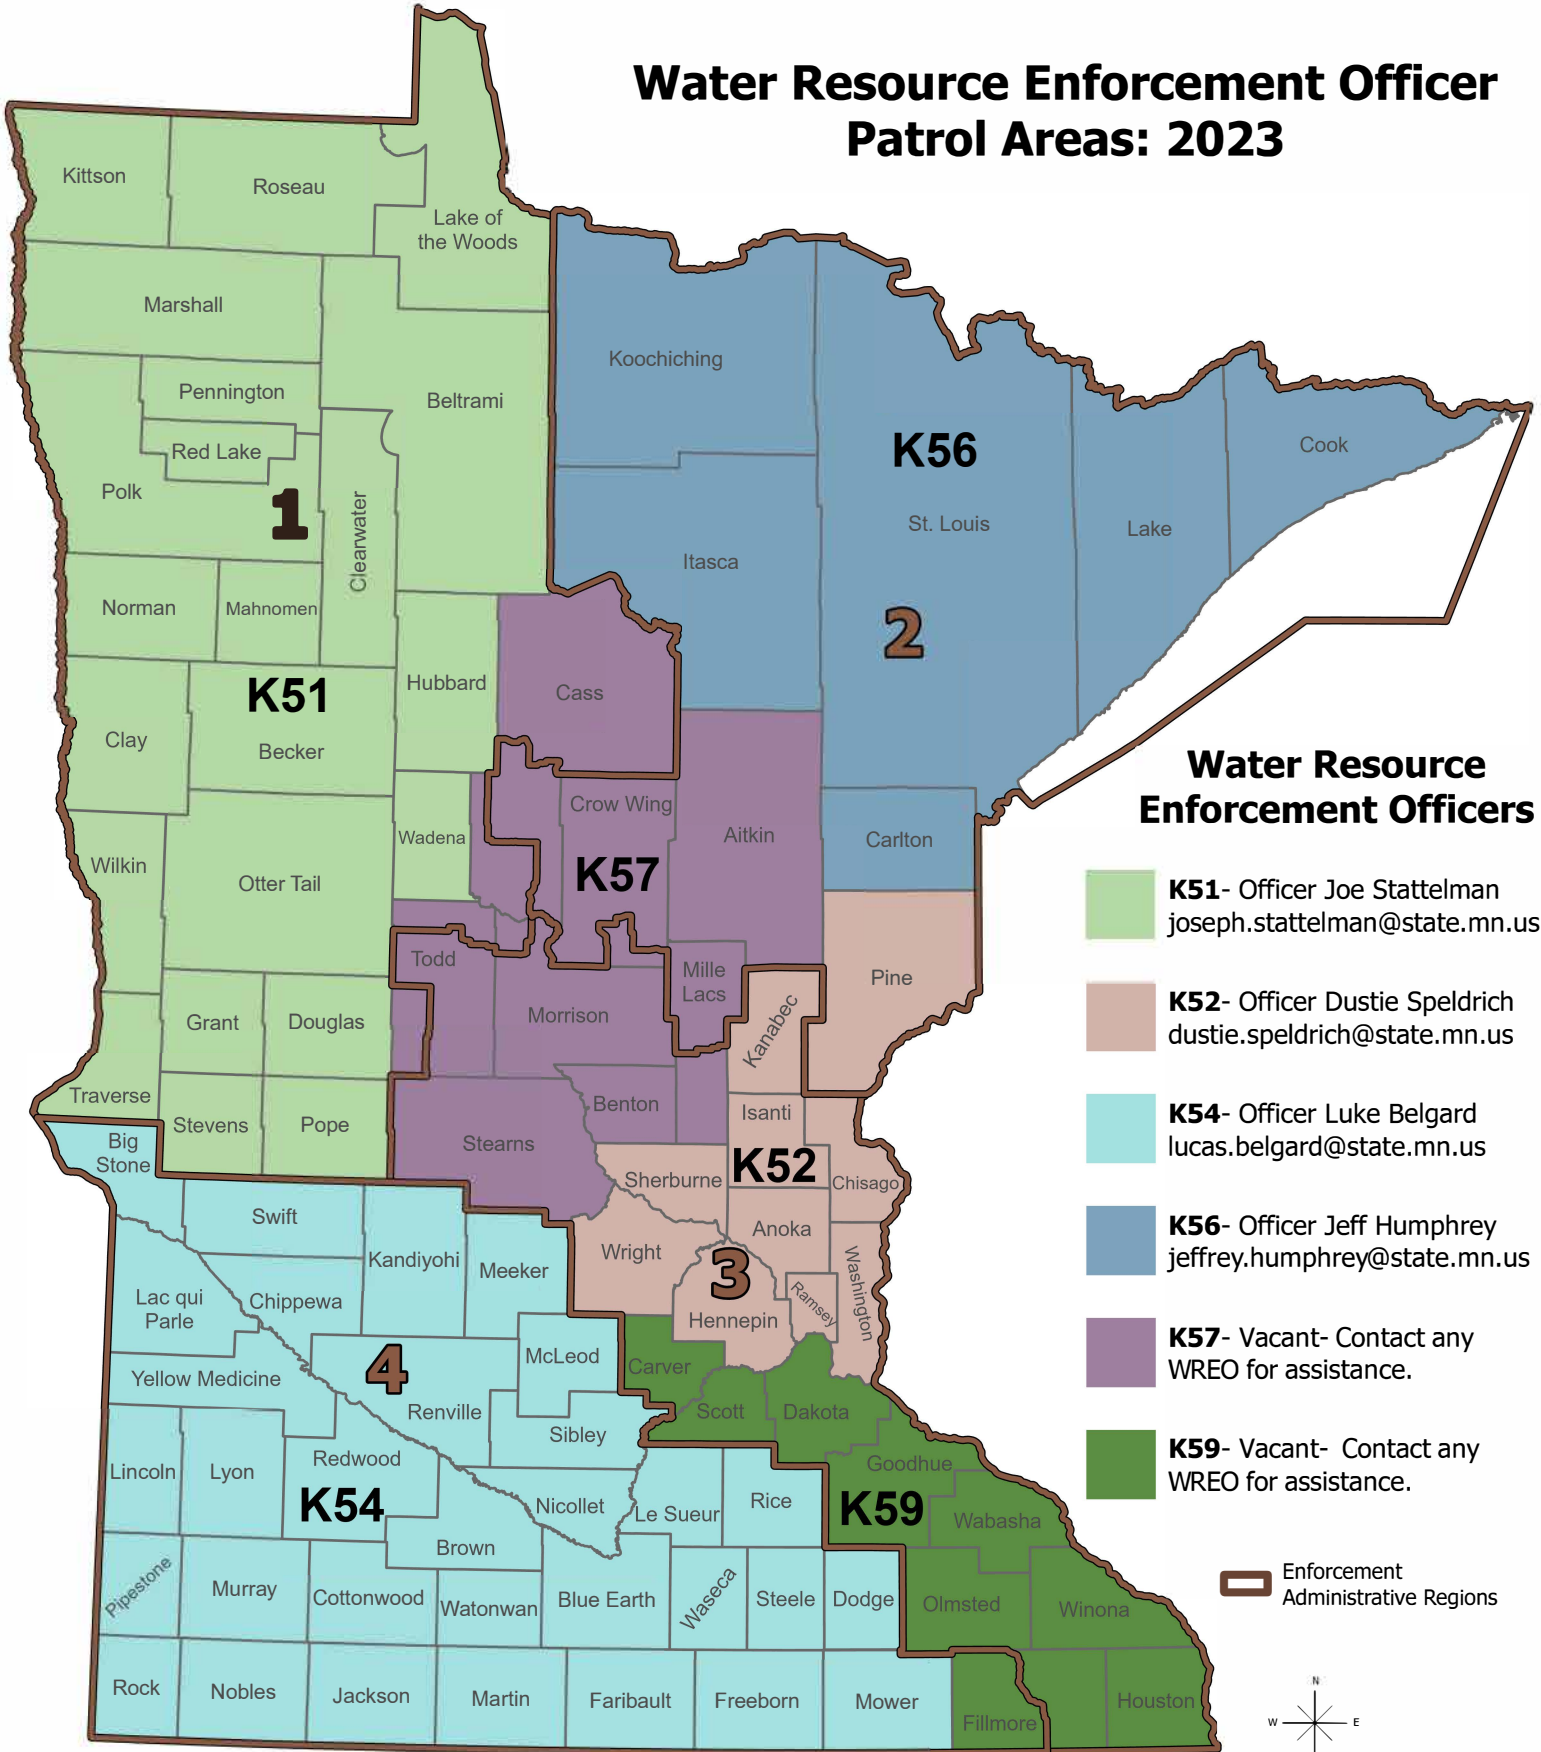 Water Resource Enforcement Officer
Patrol Areas: 2023
Kittson
Roseau
Lake of
the Woods
Marshall
Koochiching
Pennington
Beltrami
Red Lake
Polk
1
Clearwater
K56
Cook
St. Louis
Lake
Itasca
2
Norman
Mahnomen
Hubbard
Cass
K51
Clay
Becker
Crow Wing
Wadena
Aitkin
Carlton
Wilkin
Otter Tail
K57
Todd
Mille
Lacs
Pine
Grant
Douglas
Morrison
Kanabec
Traverse
Stevens
Pope
Benton
Isanti
Big
Stone
Stearns
K52
Sherburne
Chisago
Swift
Kandiyohi
Meeker
Wright
Anoka
Washington
3
Ramsey
Hennepin
Lac qui
Parle
Chippewa
McLeod
Carver
Yellow Medicine
4
Renville
Scott
Dakota
Sibley
Lincoln
Lyon
Redwood
Goodhue
K54
Nicollet
Le Sueur
Rice
K59
Wabasha
Brown
Pipestone
Murray
Cottonwood
Watonwan
Blue Earth
Waseca
Steele
Dodge
Olmsted
Winona
Rock
Nobles
Jackson
Martin
Faribault
Freeborn
Mower
Fillmore
Houston
Water Resource
Enforcement Officers
K51- Officer Joe Stattelman
joseph.stattelman@state.mn.us
K52- Officer Dustie Speldrich
dustie.speldrich@state.mn.us
K54- Officer Luke Belgard
lucas.belgard@state.mn.us
K56- Officer Jeff Humphrey
jeffrey.humphrey@state.mn.us
K57- Vacant- Contact any
WREO for assistance.
K59- Vacant- Contact any
WREO for assistance.
Enforcement
Administrative Regions
N
W E